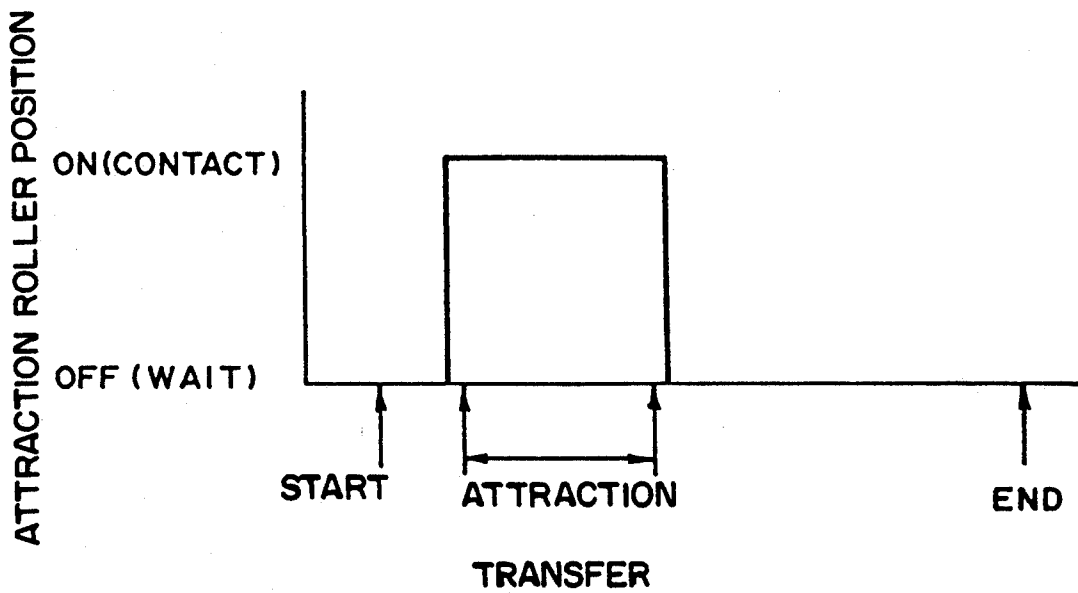 ATTRACTION ROLLER POSITION
ON(CONTACT)
OFF (WAIT)
START
ATTRACTION
END
TRANSFER